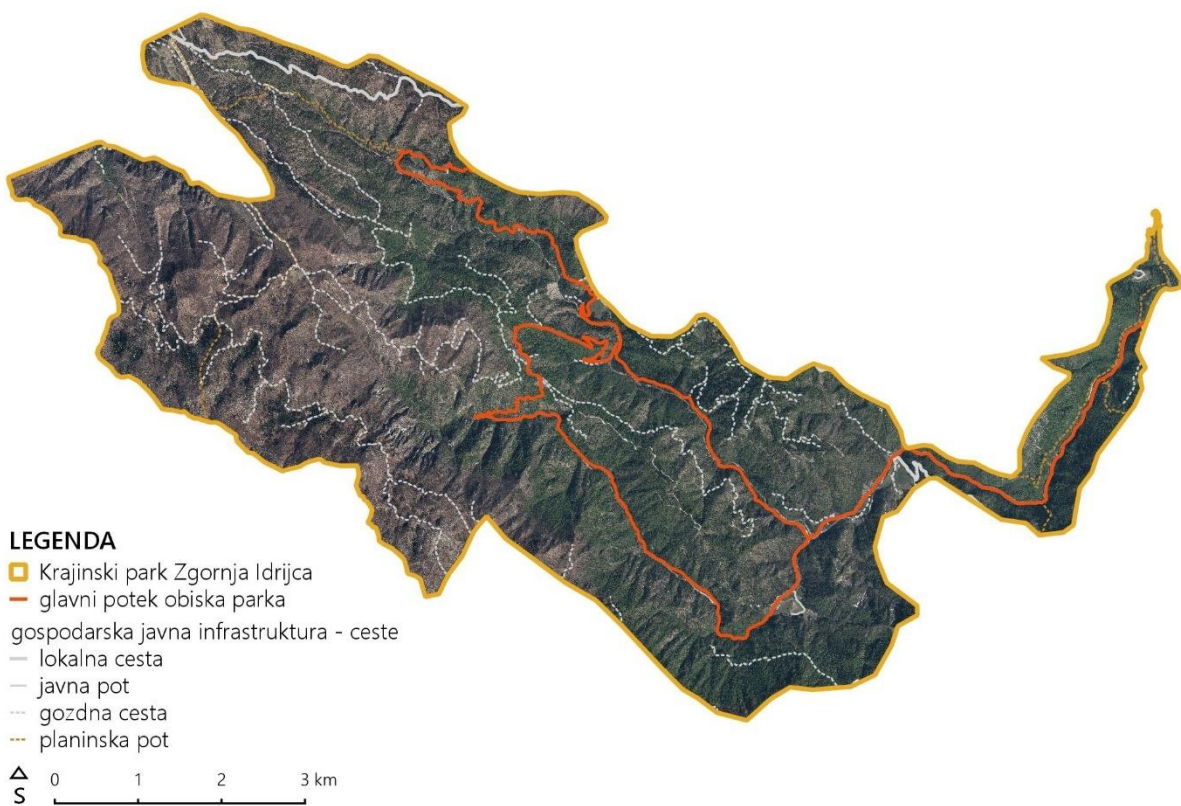 LEGENDA
Krajinski park Zgornja Idrijca
glavni potek obiska parka
gospodarska javna infrastruktura - ceste
lokalna cesta
javna pot
gozdna cesta
planinska pot
S
0 1 2 3 km